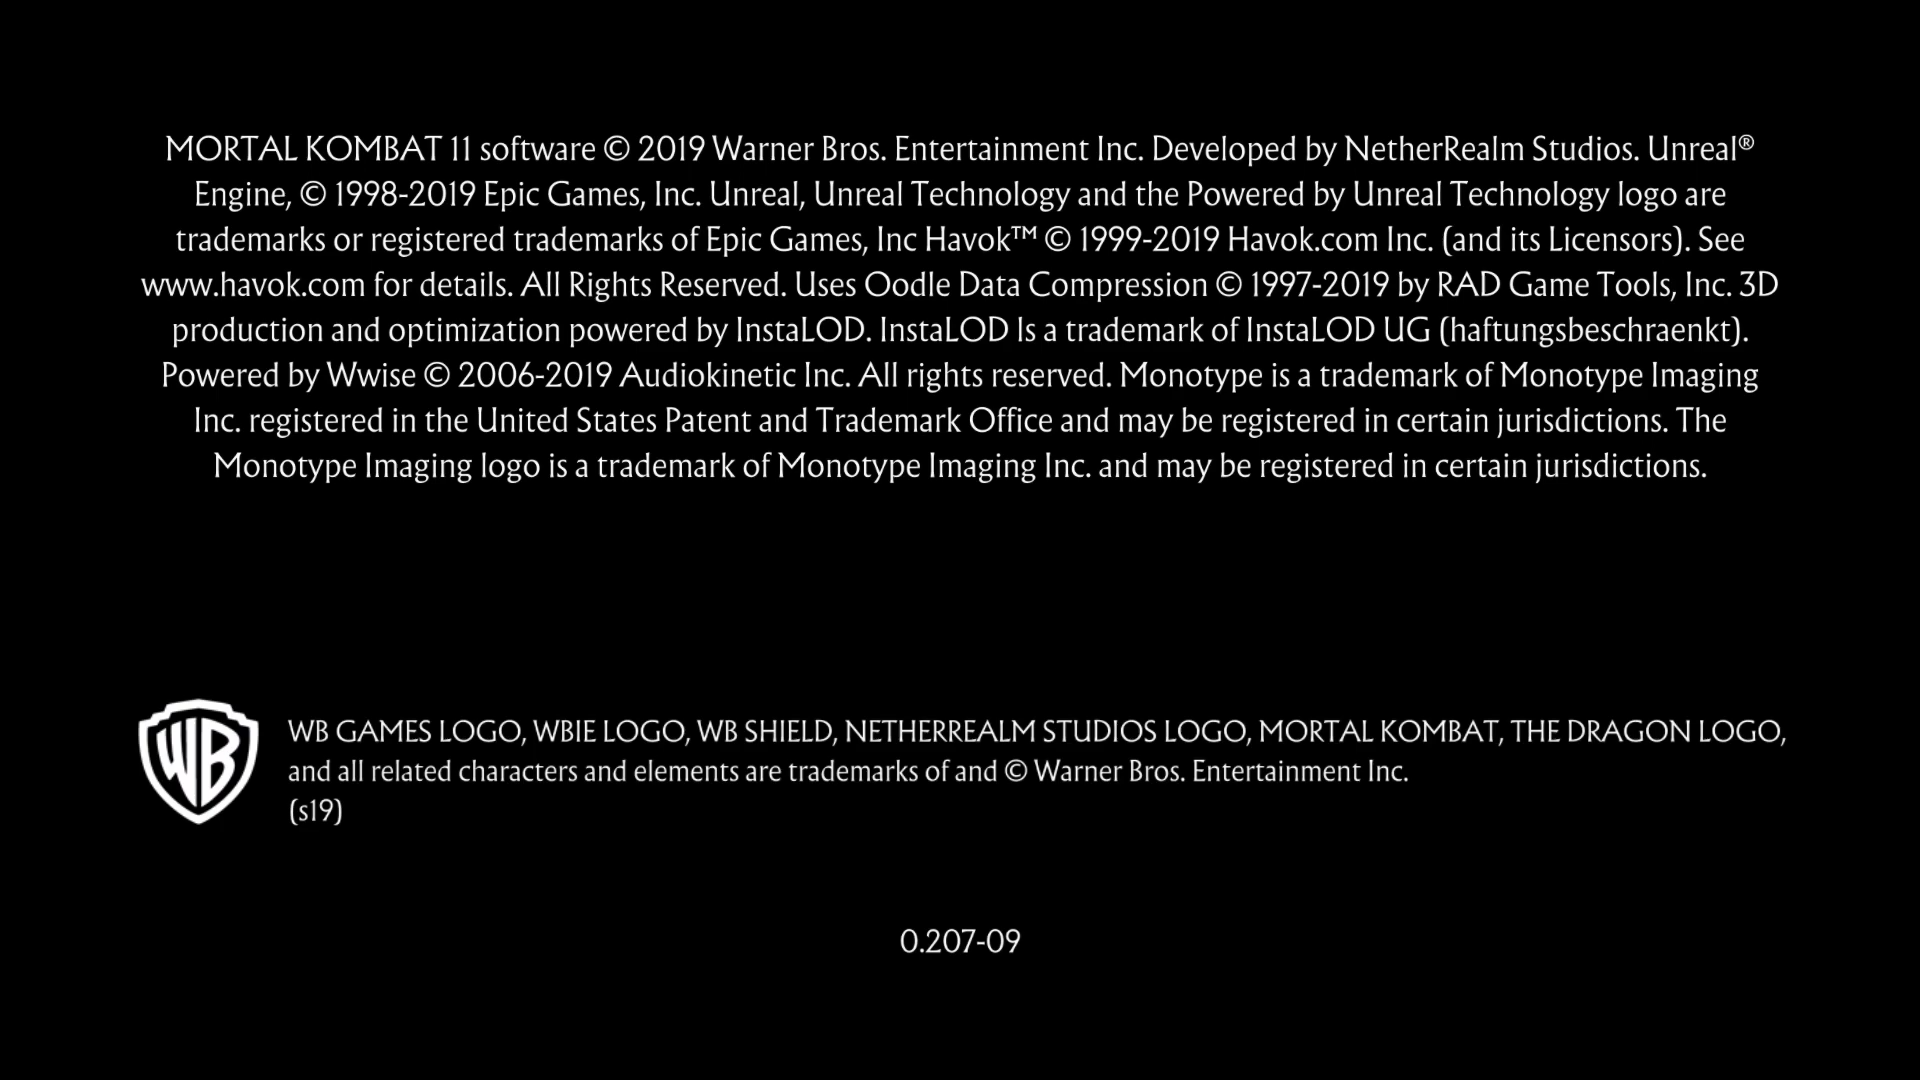 MORTAL KOMBAT 11 software © 2019 Warner Bros. Entertainment Inc. Developed by NetherRealm Studios. Unreal®
Engine, © 1998-2019 Epic Games, Inc. Unreal, Unreal Technology and the Powered by Unreal Technology logo are
trademarks or registered trademarks of Epic Games, Inc Havok™ © 1999-2019 Havok.com Inc. (and its Licensors). See
www.havok.com for details. All Rights Reserved. Uses Oodle Data Compression © 1997-2019 by RAD Game Tools, Inc. 3D
production and optimization powered by InstaLOD. InstaLOD Is a trademark of InstaLOD UG (haftungsbeschraenkt).
Powered by Wwise © 2006-2019 Audiokinetic Inc. All rights reserved. Monotype is a trademark of Monotype Imaging
Inc. registered in the United States Patent and Trademark Office and may be registered in certain jurisdictions. The
Monotype Imaging logo is a trademark of Monotype Imaging Inc. and may be registered in certain jurisdictions.
WB
WB GAMES LOGO, WBIE LOGO, WB SHIELD, NETHERREALM STUDIOS LOGO, MORTAL KOMBAT, THE DRAGON LOGO,
and all related characters and elements are trademarks of and © Warner Bros. Entertainment Inc.
(s19)
0.207-09